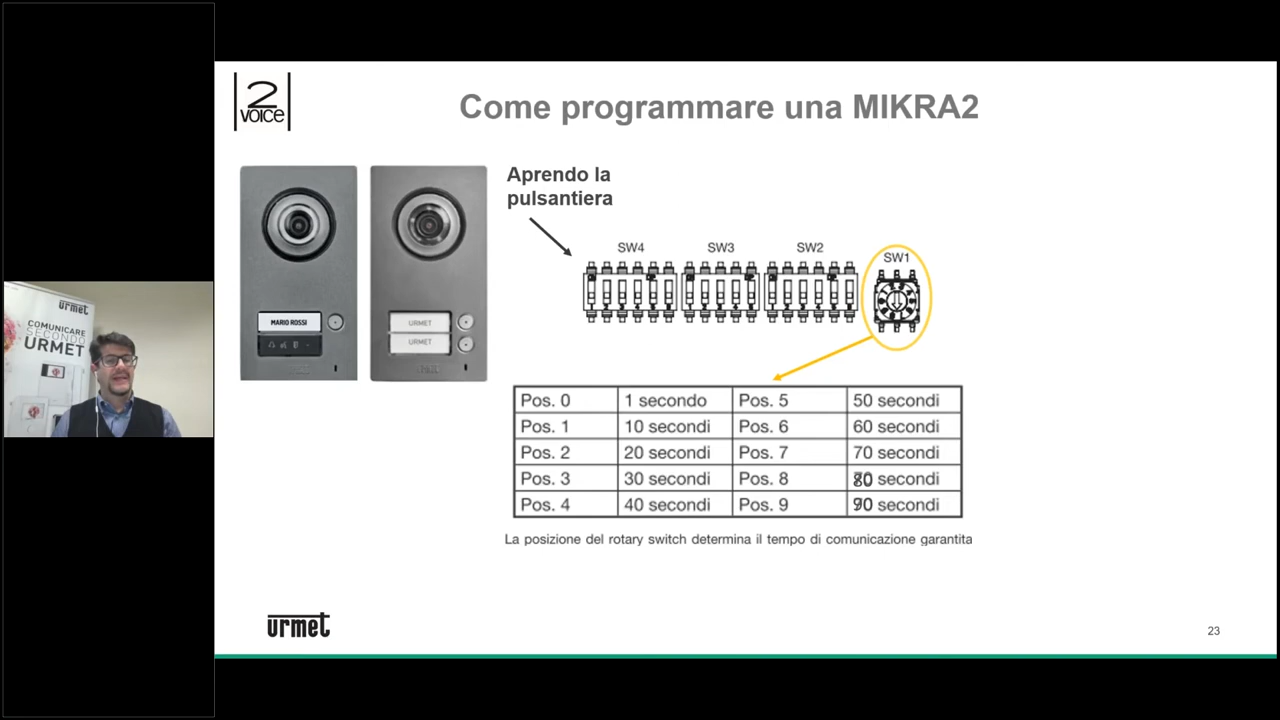 2
VOICE
Come programmare una MIKRA2
Aprendo la
pulsantiera
SW4
SW3
SW2
SW1
MARIO ROSSI
URMET
URMET
urmet
COMUNICARE
SECONDO
URMET
Pos. 0 1 secondo Pos. 5 50 secondi
Pos. 1 10 secondi Pos. 6 60 secondi
Pos. 2 20 secondi Pos. 7 70 secondi
Pos. 3 30 secondi Pos. 8 80 secondi
Pos. 4 40 secondi Pos. 9 90 secondi
La posizione del rotary switch determina il tempo di comunicazione garantita
urmet
23